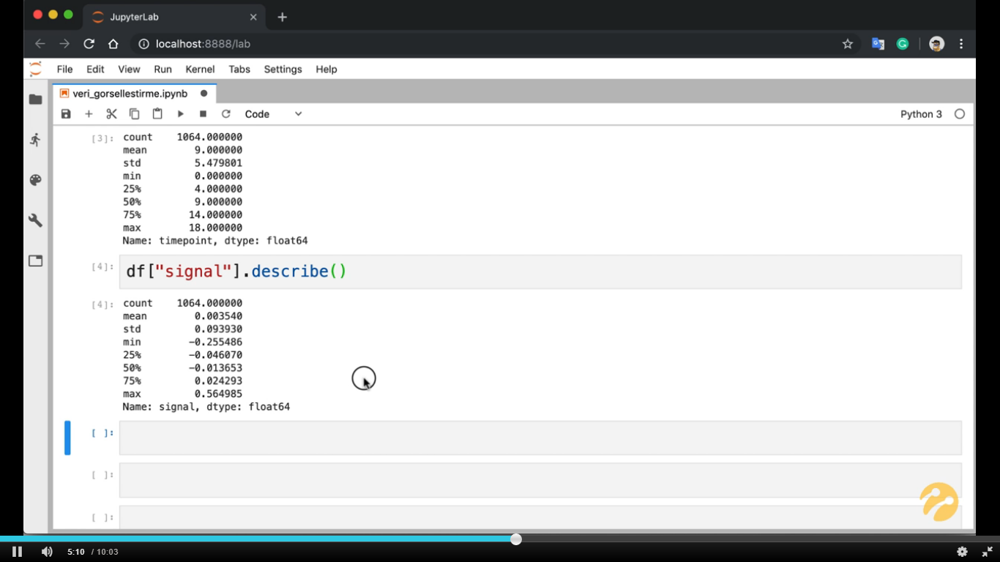 JupyterLab
localhost:8888/lab
File Edit View Run Kernel Tabs Settings Help
veri_gorsellestirme.ipynb
Code
Python 3
[3]: count 1064.000000
mean 9.000000
std 5.479801
min 0.000000
25% 4.000000
50% 9.000000
75% 14.000000
max 18.000000
Name: timepoint, dtype: float64
[4]: df["signal"].describe()
[4]: count 1064.000000
mean 0.003540
std 0.093930
min -0.255486
25% -0.046070
50% -0.013653
75% 0.024293
max 0.564985
Name: signal, dtype: float64
[ ]:
[ ]:
[ ]:
5:10 / 10:03